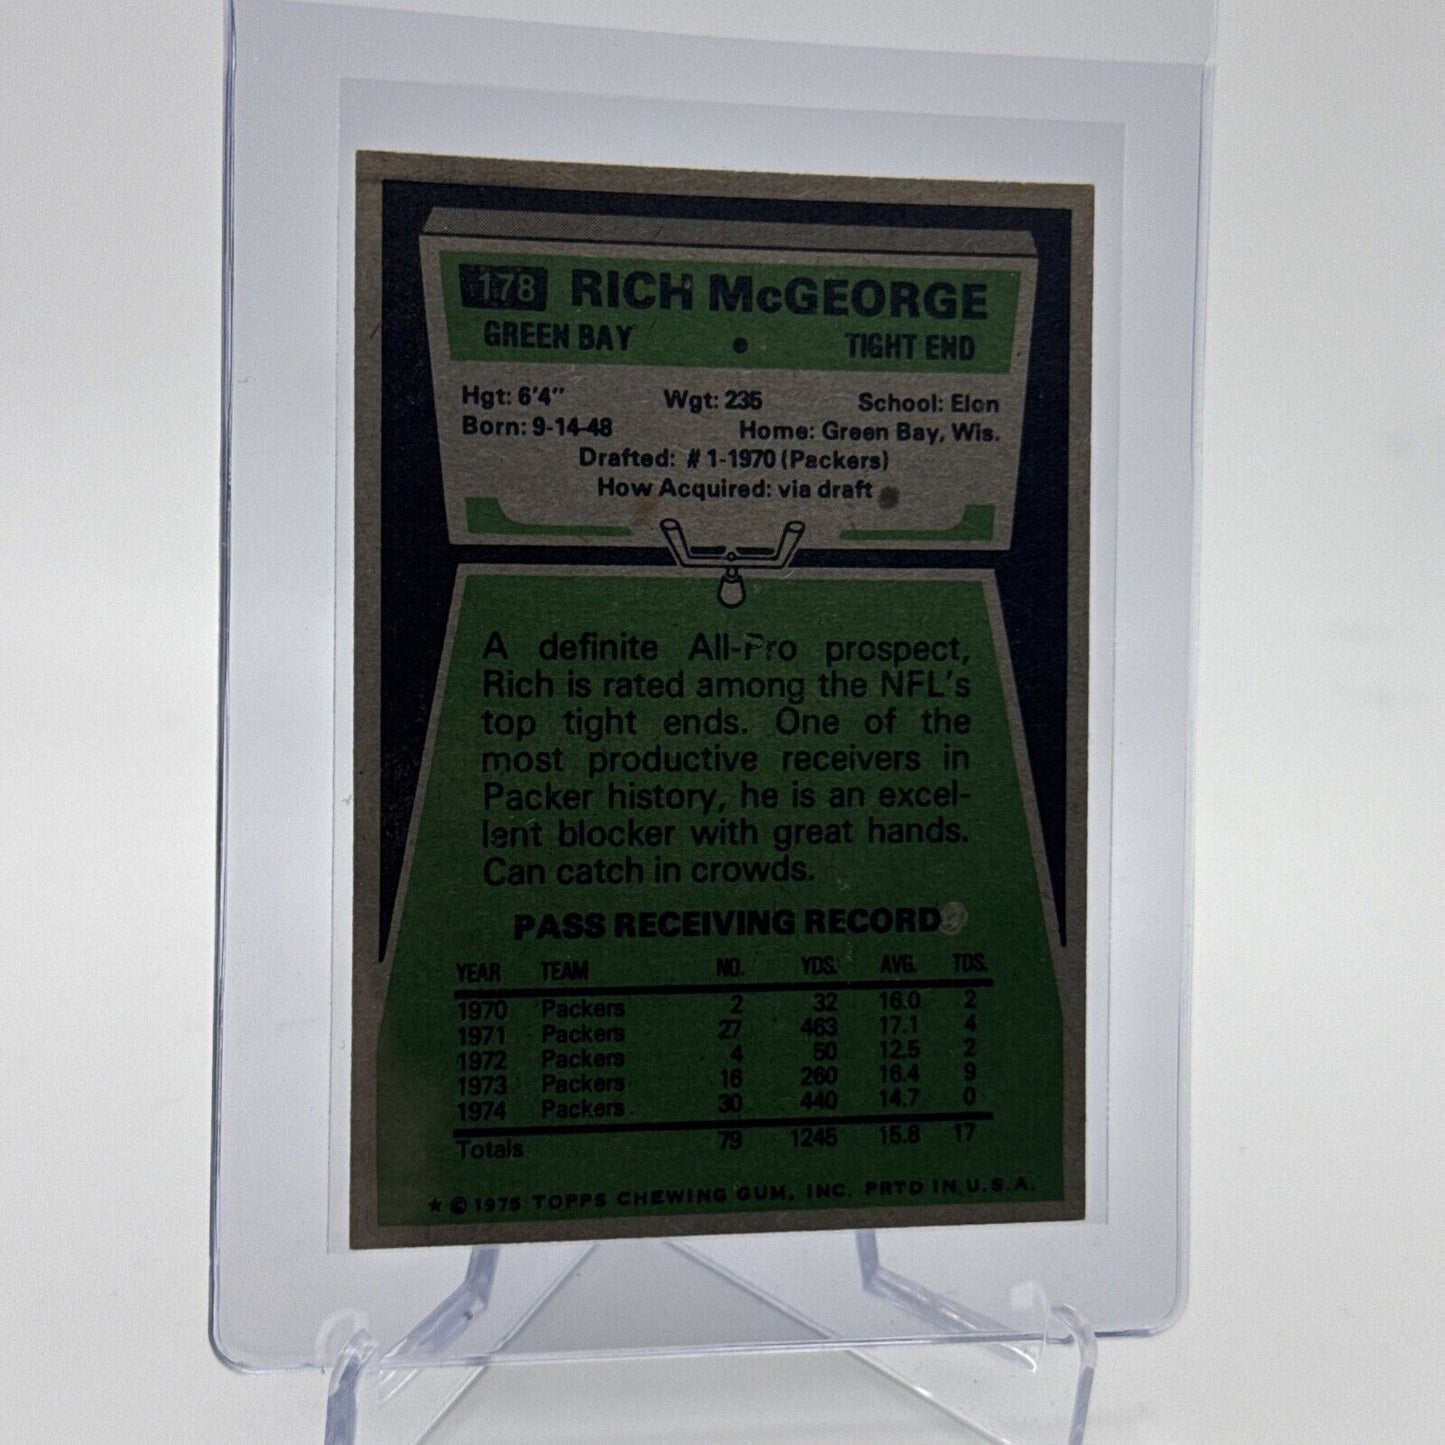 178 RICH McGEORGE
GREEN BAY • TIGHT END
Hgt: 6'4" Wgt: 235 School: Elon
Born: 9-14-48 Home: Green Bay, Wis.
Drafted: #1-1970 (Packers)
How Acquired: via draft
A definite All-Pro prospect,
Rich is rated among the NFL's
top tight ends. One of the
most productive receivers in
Packer history, he is an excel-
lent blocker with great hands.
Can catch in crowds.
PASS RECEIVING RECORD
YEAR TEAM NO. YDS. AVG. TDS.
1970 Packers 2 32 16.0 2
1971 Packers 27 463 17.1 4
1972 Packers 4 50 12.5 2
1973 Packers 16 260 16.4 9
1974 Packers 30 440 14.7 0
Totals 79 1245 15.8 17
★ © 1975 TOPPS CHEWING GUM, INC. PRTD IN U.S.A.